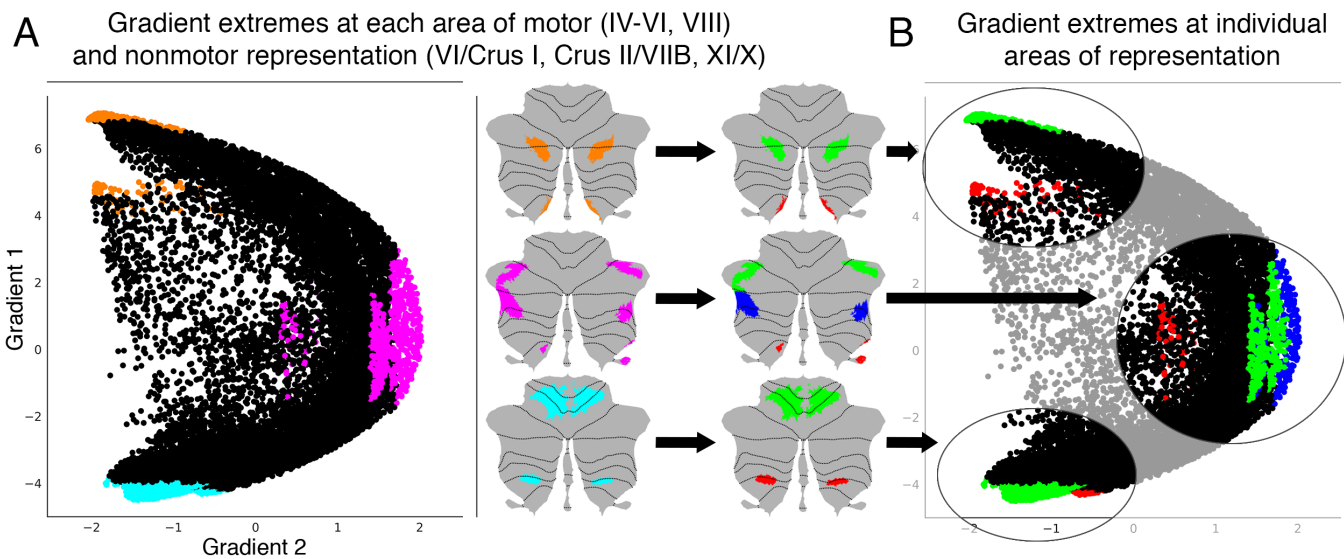 A
Gradient extremes at each area of motor (IV-VI, VIII)
and nonmotor representation (VI/Crus I, Crus II/VIIB, XI/X)
B
Gradient extremes at individual
areas of representation
Gradient 1
6
4
2
0
−2
−4
−2
−1
0
1
2
Gradient 2
6
4
2
0
−2
−4
−2
−1
0
1
2